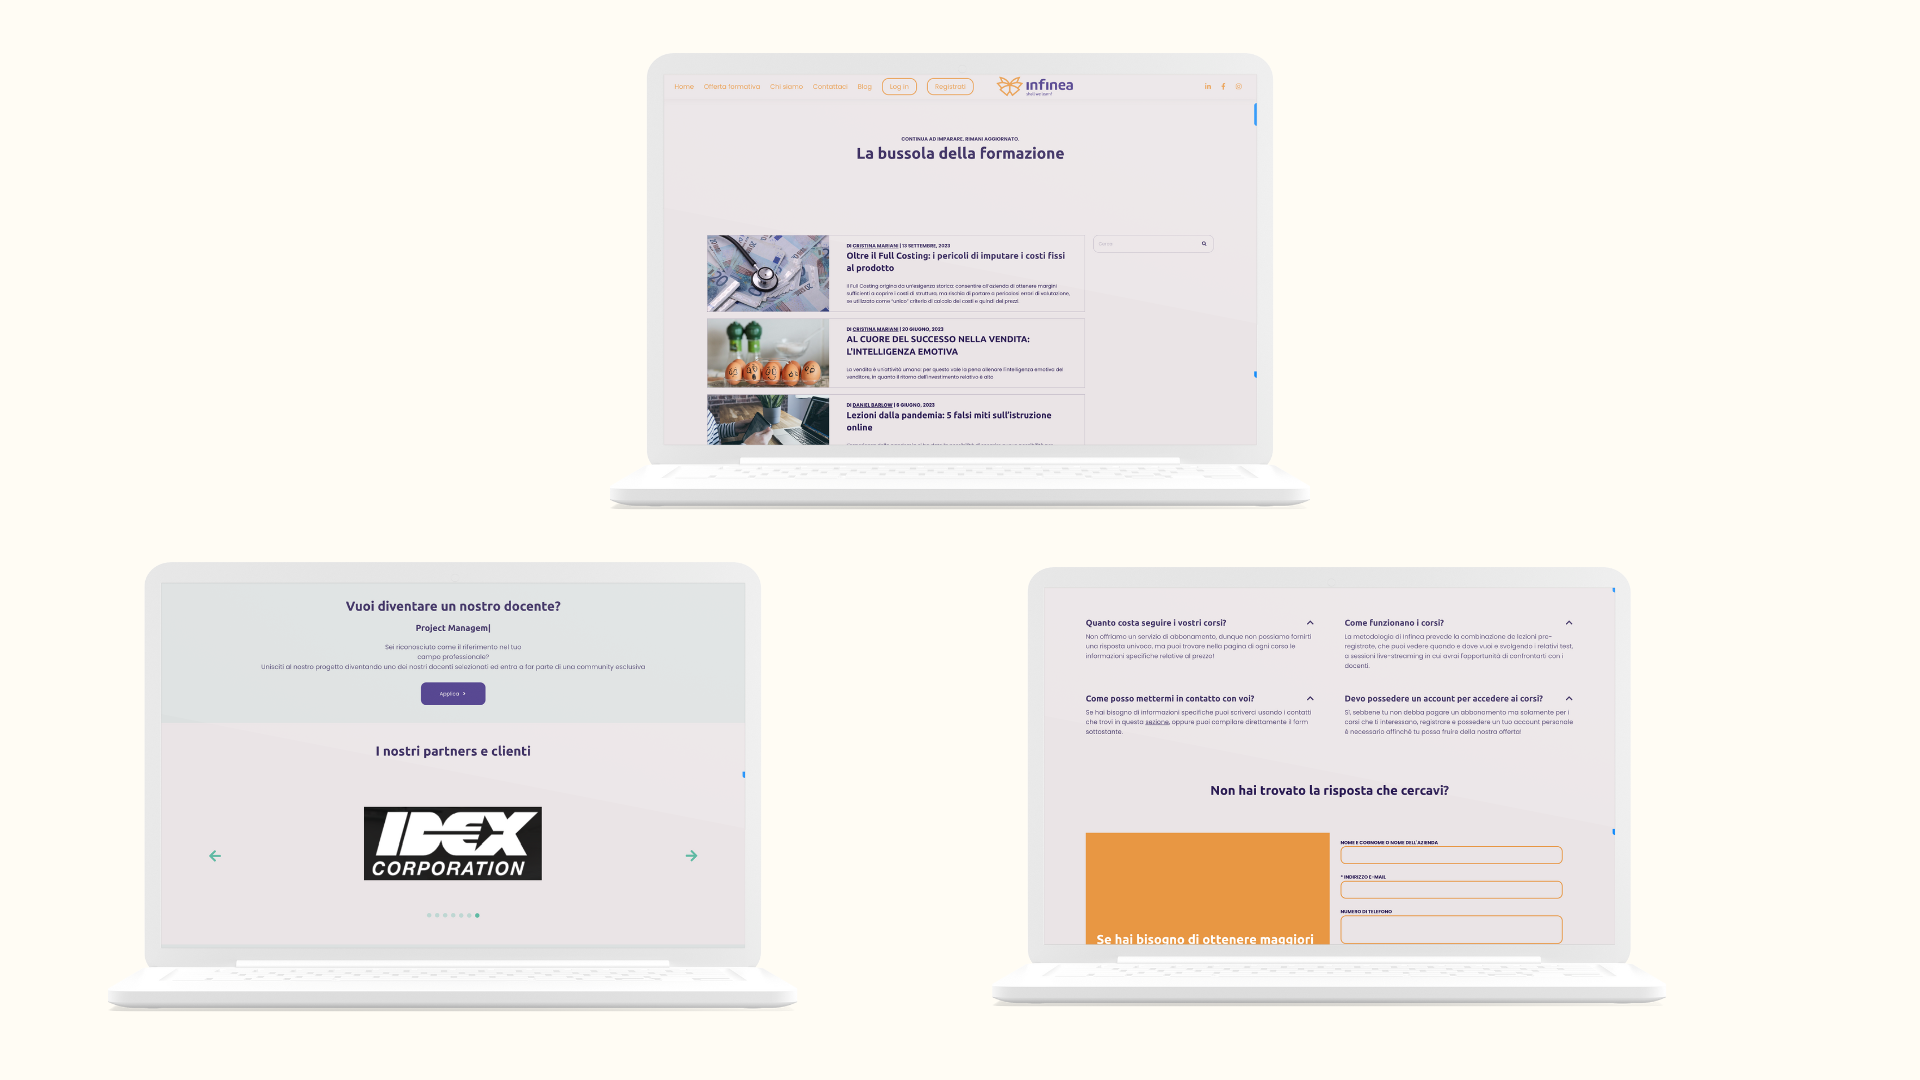 Home Offerta formativa Chi siamo Contattaci Blog Log In Registrati
infinea
CONTINUA AD IMPARARE, RIMANI AGGIORNATO.
La bussola della formazione
DI CRISTINA MARIANI | 13 SETTEMBRE, 2023
Oltre il Full Costing: i pericoli di imputare i costi fissi
al prodotto
Il Full Costing origina da un'esigenza storica: consentire all'azienda di ottenere margini
sufficienti a coprire i costi di struttura, ma rischia di portare a pericolosi errori di valutazione,
se utilizzato come "unico" criterio di calcolo dei costi e quindi dei prezzi.
DI CRISTINA MARIANI | 20 GIUGNO, 2023
AL CUORE DEL SUCCESSO NELLA VENDITA:
L'INTELLIGENZA EMOTIVA
La vendita è un'attività umana: per questo vale la pena allenare l'intelligenza emotiva del
venditore, in quanto il ritorno dell'investimento relativo è alto
DI DANIEL BARLOW | 6 GIUGNO, 2023
Lezioni dalla pandemia: 5 falsi miti sull'istruzione
online
Vuoi diventare un nostro docente?
Project Managem|
Sei riconosciuto come il riferimento nel tuo
campo professionale?
Unisciti al nostro progetto diventando uno dei nostri docenti selezionati ed entra a far parte di una community esclusiva
Applica >
I nostri partners e clienti
IDEX
CORPORATION
Quanto costa seguire i vostri corsi?
Non offriamo un servizio di abbonamento, dunque non possiamo fornirti
una risposta univoca, ma puoi trovare nella pagina di ogni corso le
informazioni specifiche relative al prezzo!
Come funzionano i corsi?
La metodologia di Infinea prevede la combinazione de lezioni pre-
registrate, che puoi vedere quando e dove vuoi e svolgendo i relativi test,
a sessioni live-streaming in cui avrai l'opportunità di confrontarti con i
docenti.
Come posso mettermi in contatto con voi?
Se hai bisogno di informazioni specifiche puoi scriverci usando i contatti
che trovi in questa sezione, oppure puoi compilare direttamente il form
sottostante.
Devo possedere un account per accedere ai corsi?
Sì, sebbene tu non debba pagare un abbonamento ma solamente per i
corsi che ti interessano, registrare e possedere un tuo account personale
è necessario affinché tu possa fruire della nostra offerta!
Non hai trovato la risposta che cercavi?
Se hai bisogno di ottenere maggiori
NOME E CORNOME O NOME DELL'AZIENDA
* INDIRIZZO E-MAIL
NUMERO DI TELEFONO